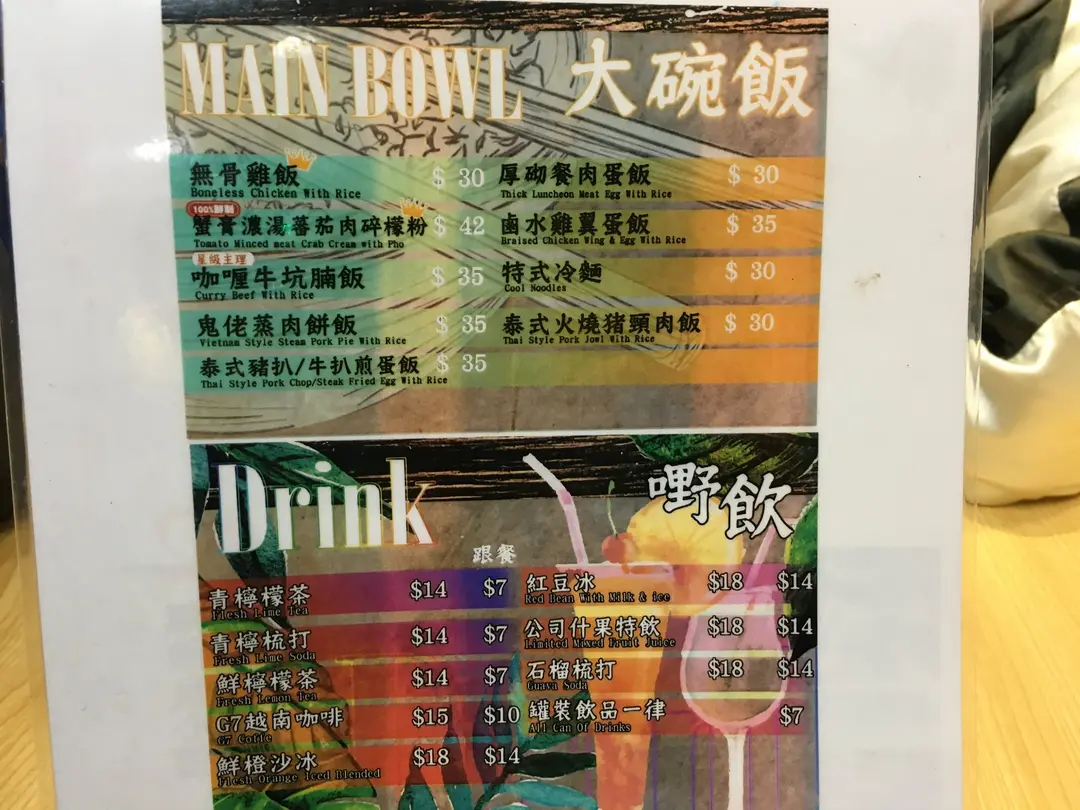 MAIN BOWL 大碗飯
無骨雞飯 $ 30
Boneless Chicken With Rice
100%鮮制
蟹膏濃湯蕃茄肉碎檬粉 $ 42
Tomato Minced meat Crab Cream with Pho
星級主理
咖喱牛坑腩飯 $ 35
Curry Beef With Rice
鬼佬蒸肉餅飯 $ 35
Vietnam Style Steam Pork Pie With Rice
泰式豬扒/牛扒煎蛋飯 $ 35
Thai Style Pork Chop/Steak Fried Egg With Rice
厚砌餐肉蛋飯 $ 30
Thick Luncheon Meat Egg With Rice
鹵水雞翼蛋飯 $ 35
Braised Chicken Wing & Egg With Rice
特式冷麵 $ 30
Cool Noodles
泰式火燒猪頸肉飯 $ 30
Thai Style Pork Jowl With Rice
Drink 嘢飲
跟餐
青檸檬茶 $14 $7
Flesh Lime Tea
青檸梳打 $14 $7
Fresh Lime Soda
鮮檸檬茶 $14 $7
Fresh Lemon Tea
G7越南咖啡 $15 $10
G7 Coffe
鮮橙沙冰 $18 $14
Flesh Orange Iced Blended
紅豆冰 $18 $14
Red Bean With Milk & ice
公司什果特飲 $18 $14
Limited Mixed Fruit Juice
石榴梳打 $18 $14
Guava Soda
罐裝飲品一律 $7
All Can Of Drinks